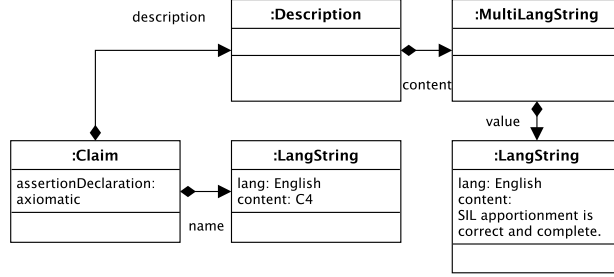 description
:Description
:MultiLangString
content
value
:Claim
assertionDeclaration:
axiomatic
name
:LangString
lang: English
content: C4
:LangString
lang: English
content:
SIL apportionment is
correct and complete.